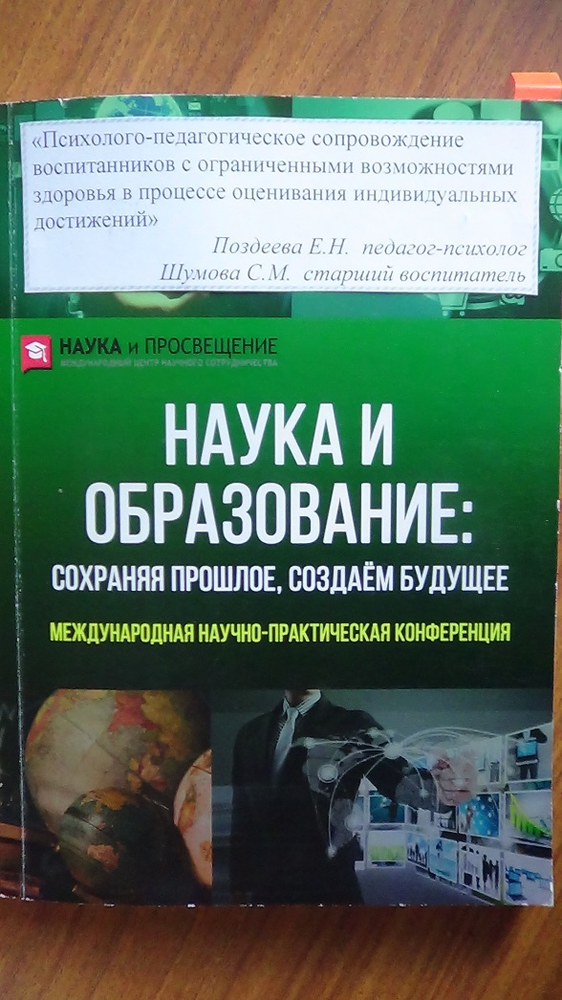 «Психолого-педагогическое сопровождение
воспитанников с ограниченными возможностями
здоровья в процессе оценивания индивидуальных
достижений»
Поздеева Е.Н. педагог-психолог
Шумова С.М. старший воспитатель
НАУКА и ПРОСВЕЩЕНИЕ
МЕЖДУНАРОДНЫЙ ЦЕНТР НАУЧНОГО СОТРУДНИЧЕСТВА
НАУКА И
ОБРАЗОВАНИЕ:
СОХРАНЯЯ ПРОШЛОЕ, СОЗДАЁМ БУДУЩЕЕ
МЕЖДУНАРОДНАЯ НАУЧНО-ПРАКТИЧЕСКАЯ КОНФЕРЕНЦИЯ